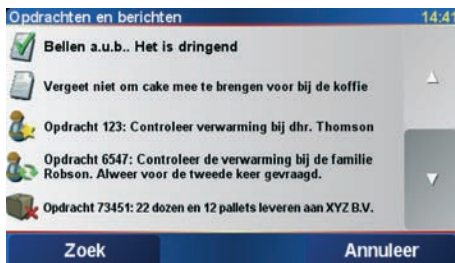 Opdrachten en berichten 14:41
Bellen a.u.b.. Het is dringend
Vergeet niet om cake mee te brengen voor bij de koffie
Opdracht 123: Controleer verwarming bij dhr. Thomson
Opdracht 6547: Controleer de verwarming bij de familie
Robson. Alweer voor de tweede keer gevraagd.
Opdracht 73451: 22 dozen en 12 pallets leveren aan XYZ B.V.
Zoek Annuleer